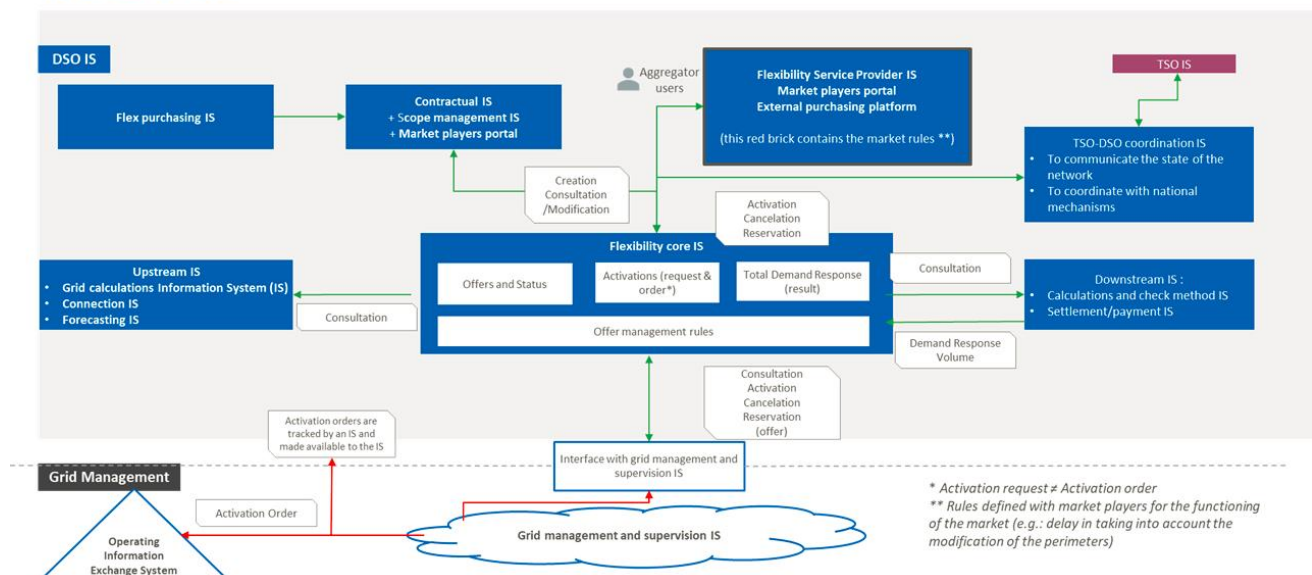 DSO IS
Flex purchasing IS
Contractual IS
+ Scope management IS
+ Market players portal
Aggregator
users
Flexibility Service Provider IS
Market players portal
External purchasing platform
(this red brick contains the market rules **)
TSO IS
TSO-DSO coordination IS
• To communicate the state of the
network
• To coordinate with national
mechanisms
Creation
Consultation
/Modification
Activation
Cancelation
Reservation
Flexibility core IS
Offers and Status
Activations (request &
order*)
Total Demand Response
(result)
Offer management rules
Upstream IS
• Grid calculations Information System (IS)
• Connection IS
• Forecasting IS
Consultation
Consultation
Downstream IS :
• Calculations and check method IS
• Settlement/payment IS
Demand Response
Volume
Consultation
Activation
Cancelation
Reservation
(offer)
Activation orders are
tracked by an IS and
made available to the IS
Interface with grid management and
supervision IS
Grid Management
Activation Order
Operating
Information
Exchange System
Grid management and supervision IS
* Activation request ≠ Activation order
** Rules defined with market players for the functioning
of the market (e.g.: delay in taking into account the
modification of the perimeters)